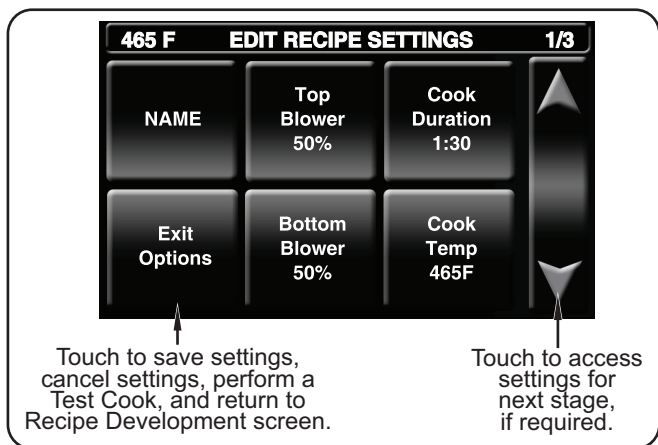 465 F EDIT RECIPE SETTINGS 1/3
NAME
Top
Blower
50%
Cook
Duration
1:30
Exit
Options
Bottom
Blower
50%
Cook
Temp
465F
Touch to save settings,
cancel settings, perform a
Test Cook, and return to
Recipe Development screen.
Touch to access
settings for
next stage,
if required.